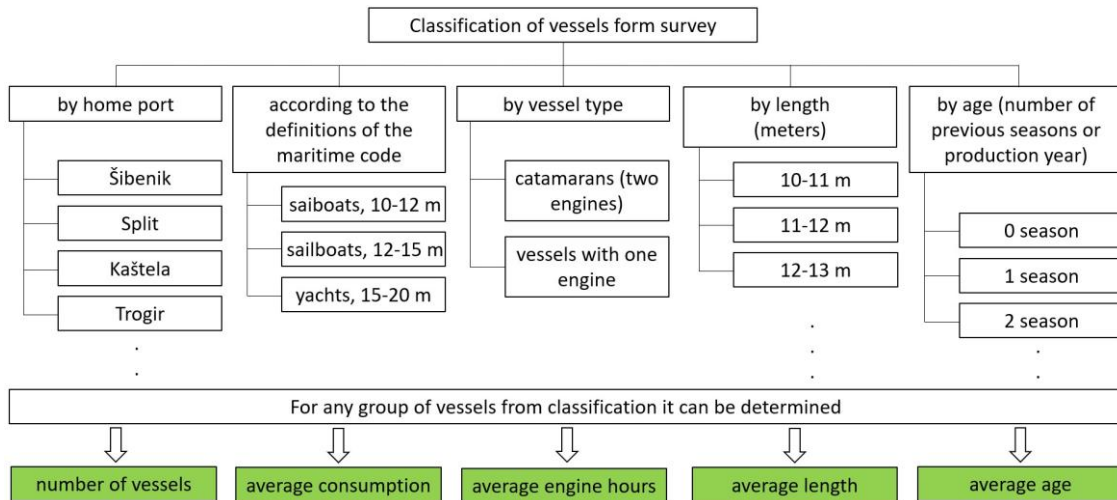 Classification of vessels form survey
by home port
Šibenik
Split
Kaštela
Trogir
.
.
according to the
definitions of the
maritime code
saiboats, 10-12 m
sailboats, 12-15 m
yachts, 15-20 m
by vessel type
catamarans (two
engines)
vessels with one
engine
by length
(meters)
10-11 m
11-12 m
12-13 m
.
.
.
by age (number of
previous seasons or
production year)
0 season
1 season
2 season
.
.
For any group of vessels from classification it can be determined
number of vessels
average consumption
average engine hours
average length
average age